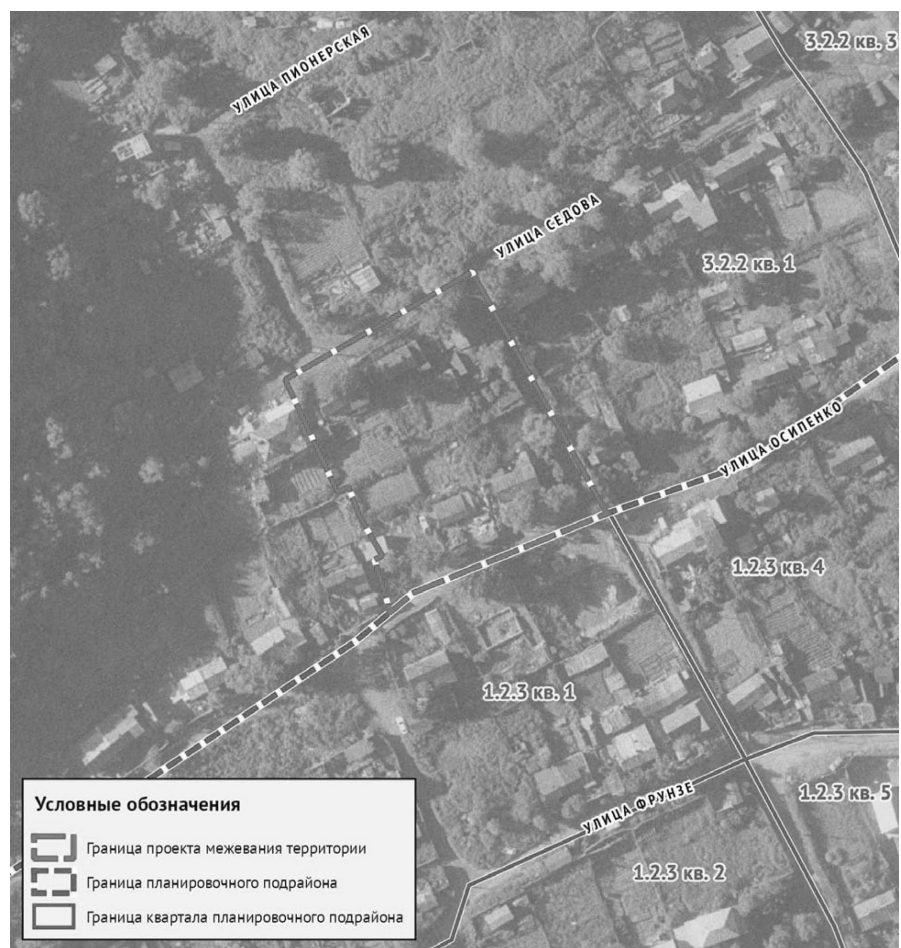 3.2.2 кв. 3
УЛИЦА ПИОНЕРСКАЯ
УЛИЦА СЕДОВА
3.2.2 кв. 1
УЛИЦА ОСИПЕНКО
1.2.3 кв. 4
1.2.3 кв. 1
1.2.3 кв. 5
УЛИЦА ФРУНЗЕ
1.2.3 кв. 2
Условные обозначения
Граница проекта межевания территории
Граница планировочного подрайона
Граница квартала планировочного подрайона